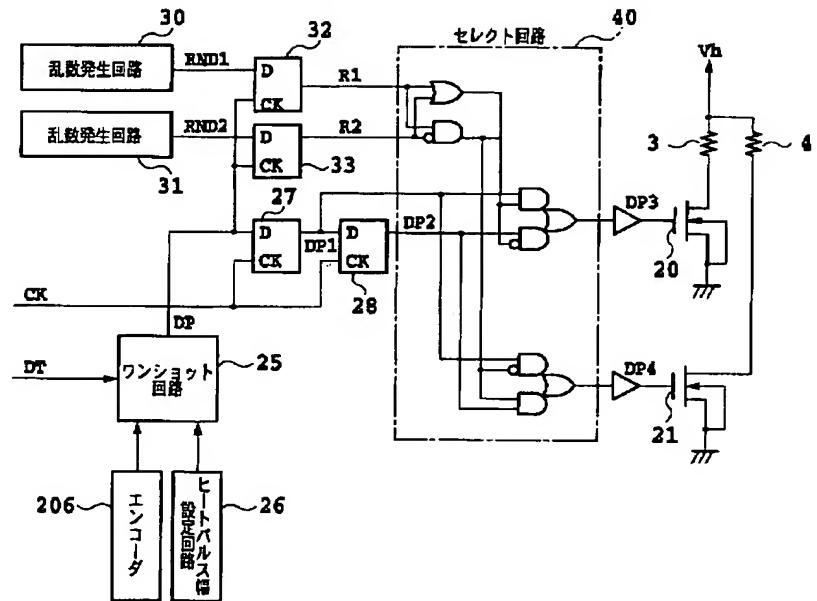 30
32
セレクト回路
40
Vh
乱数発生回路
RND1
D
CK
R1
3
4
乱数発生回路
RND2
D
CK
R2
31
33
27
D
CK
DP1
D
CK
DP2
28
DP3
20
CK
DP
DT
ワンショット
回路
25
DP4
21
206
エンコーダ
ヒートパルス幅
設定回路
26